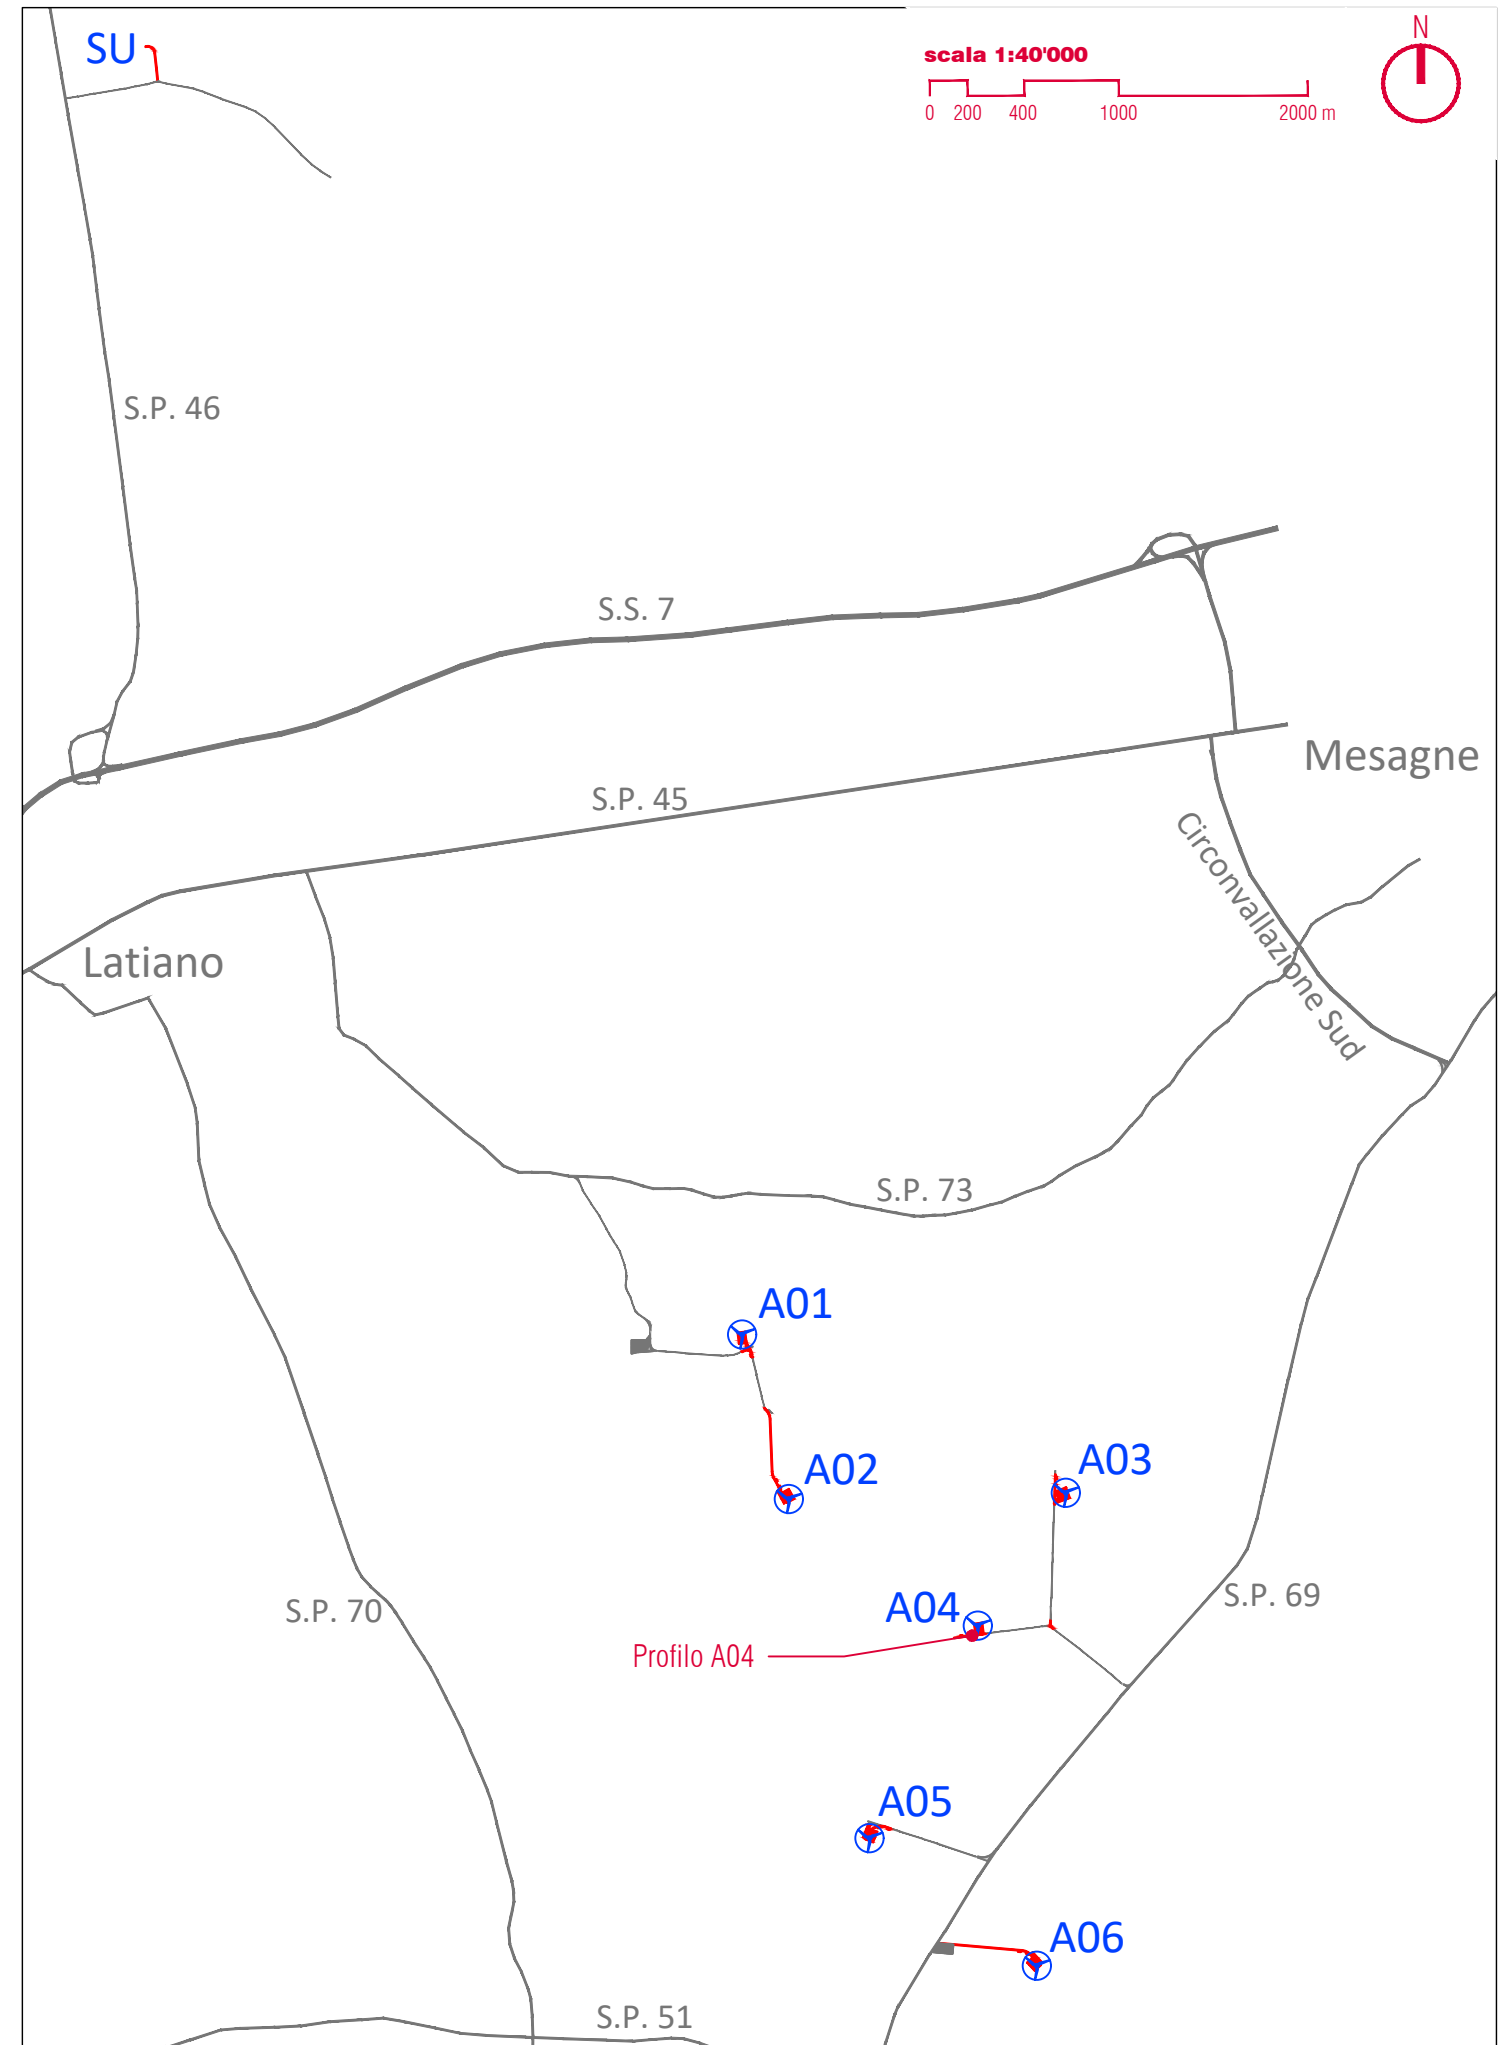 SU
scala 1:40'000
N
0 200 400 1000 2000 m
S.P. 46
S.S. 7
Mesagne
S.P. 45
Circonvallazione Sud
Latiano
S.P. 73
A01
A02
A03
S.P. 70
A04
S.P. 69
Profilo A04
A05
A06
S.P. 51